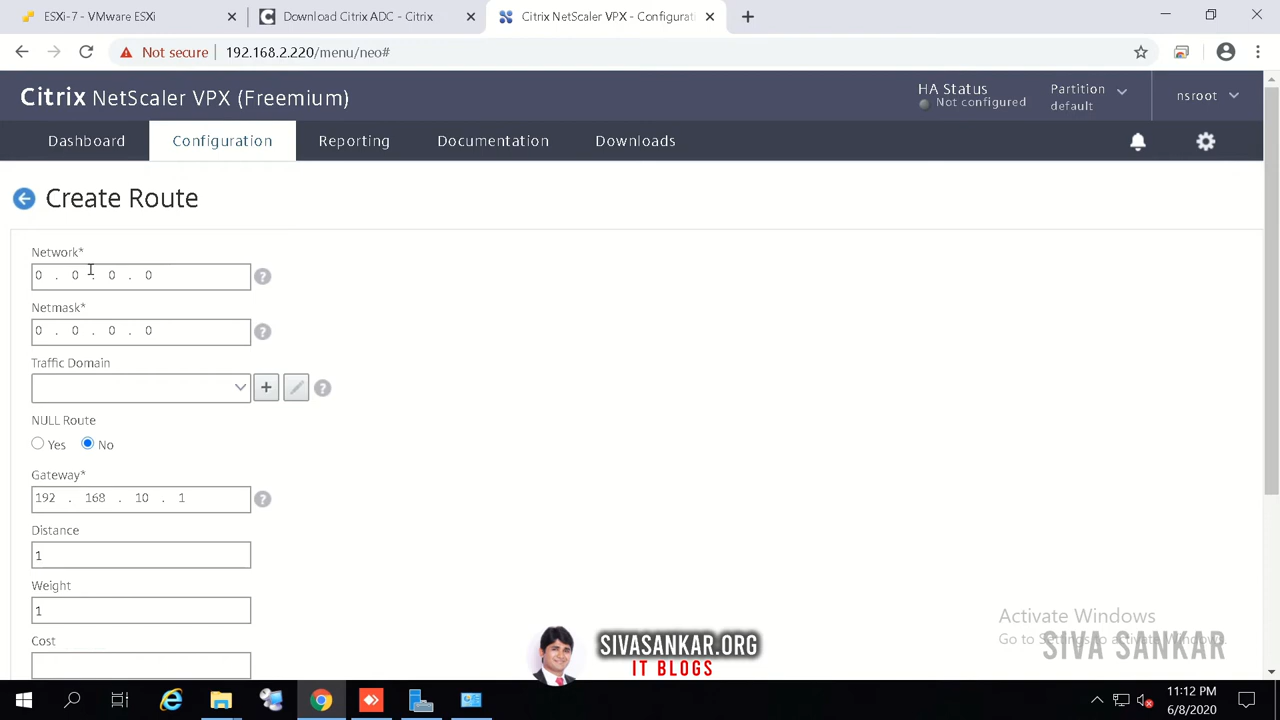 ESXi-7 - VMware ESXi
Download Citrix ADC - Citrix
Citrix NetScaler VPX - Configurati
Not secure
192.168.2.220/menu/neo#
Citrix NetScaler VPX (Freemium)
HA Status
Not configured
Partition
default
nsroot
Dashboard
Configuration
Reporting
Documentation
Downloads
Create Route
Network*
0 . 0 . 0 . 0
Netmask*
0 . 0 . 0 . 0
Traffic Domain
NULL Route
Yes
No
Gateway*
192 . 168 . 10 . 1
Distance
1
Weight
1
Cost
Activate Windows
Go to Settings to activate Windows.
SIVA SANKAR
SIVASANKAR.ORG
IT BLOGS
11:12 PM
6/8/2020